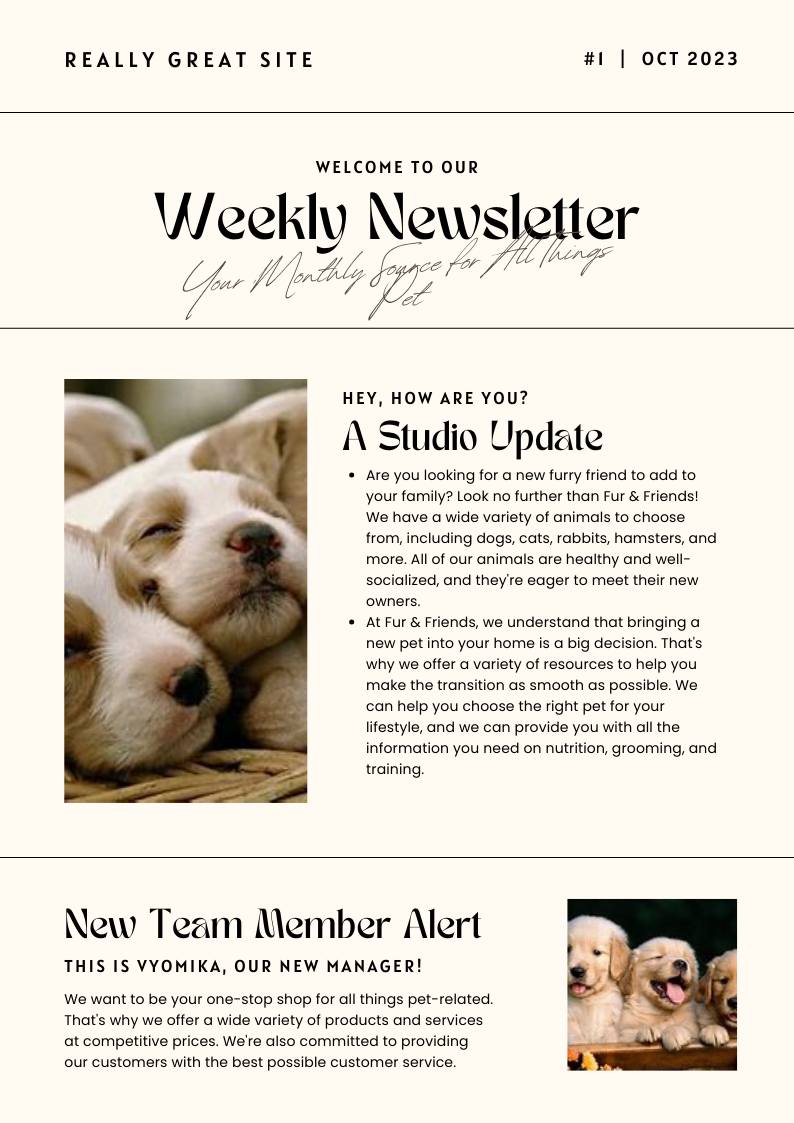 REALLY GREAT SITE
#1 | OCT 2023
WELCOME TO OUR
Weekly Newsletter
Your Monthly Source for All Things
Pet
HEY, HOW ARE YOU?
A Studio Update
• Are you looking for a new furry friend to add to
your family? Look no further than Fur & Friends!
We have a wide variety of animals to choose
from, including dogs, cats, rabbits, hamsters, and
more. All of our animals are healthy and well-
socialized, and they're eager to meet their new
owners.
• At Fur & Friends, we understand that bringing a
new pet into your home is a big decision. That's
why we offer a variety of resources to help you
make the transition as smooth as possible. We
can help you choose the right pet for your
lifestyle, and we can provide you with all the
information you need on nutrition, grooming, and
training.
New Team Member Alert
THIS IS VYOMIKA, OUR NEW MANAGER!
We want to be your one-stop shop for all things pet-related.
That's why we offer a wide variety of products and services
at competitive prices. We're also committed to providing
our customers with the best possible customer service.